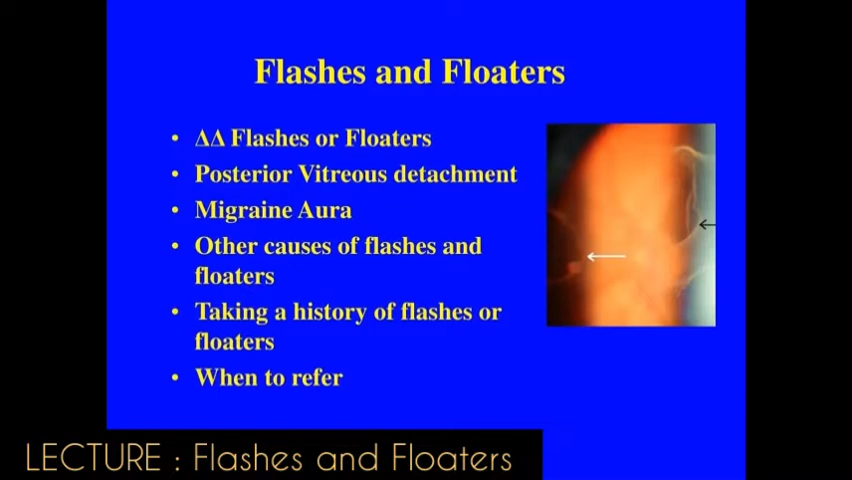 Flashes and Floaters
• ΔΔ Flashes or Floaters
• Posterior Vitreous detachment
• Migraine Aura
• Other causes of flashes and
floaters
• Taking a history of flashes or
floaters
• When to refer
LECTURE : Flashes and Floaters